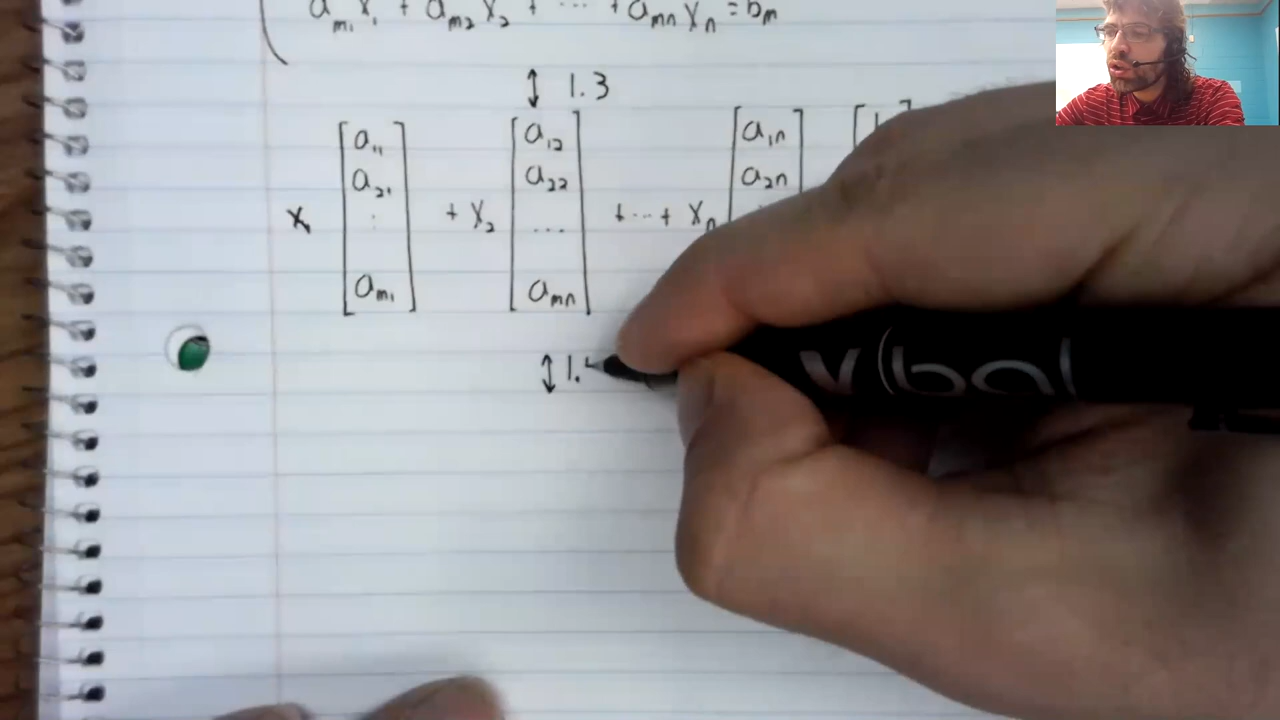 a_m1 x_1 + a_m2 x_2 + ... + a_mn x_n = b_m
↕ 1.3
x_1 [a_11 a_21 ⋮ a_m1] + x_2 [a_12 a_22 ... a_mn] + ... + x_n [a_1n a_2n
↕ 1.4